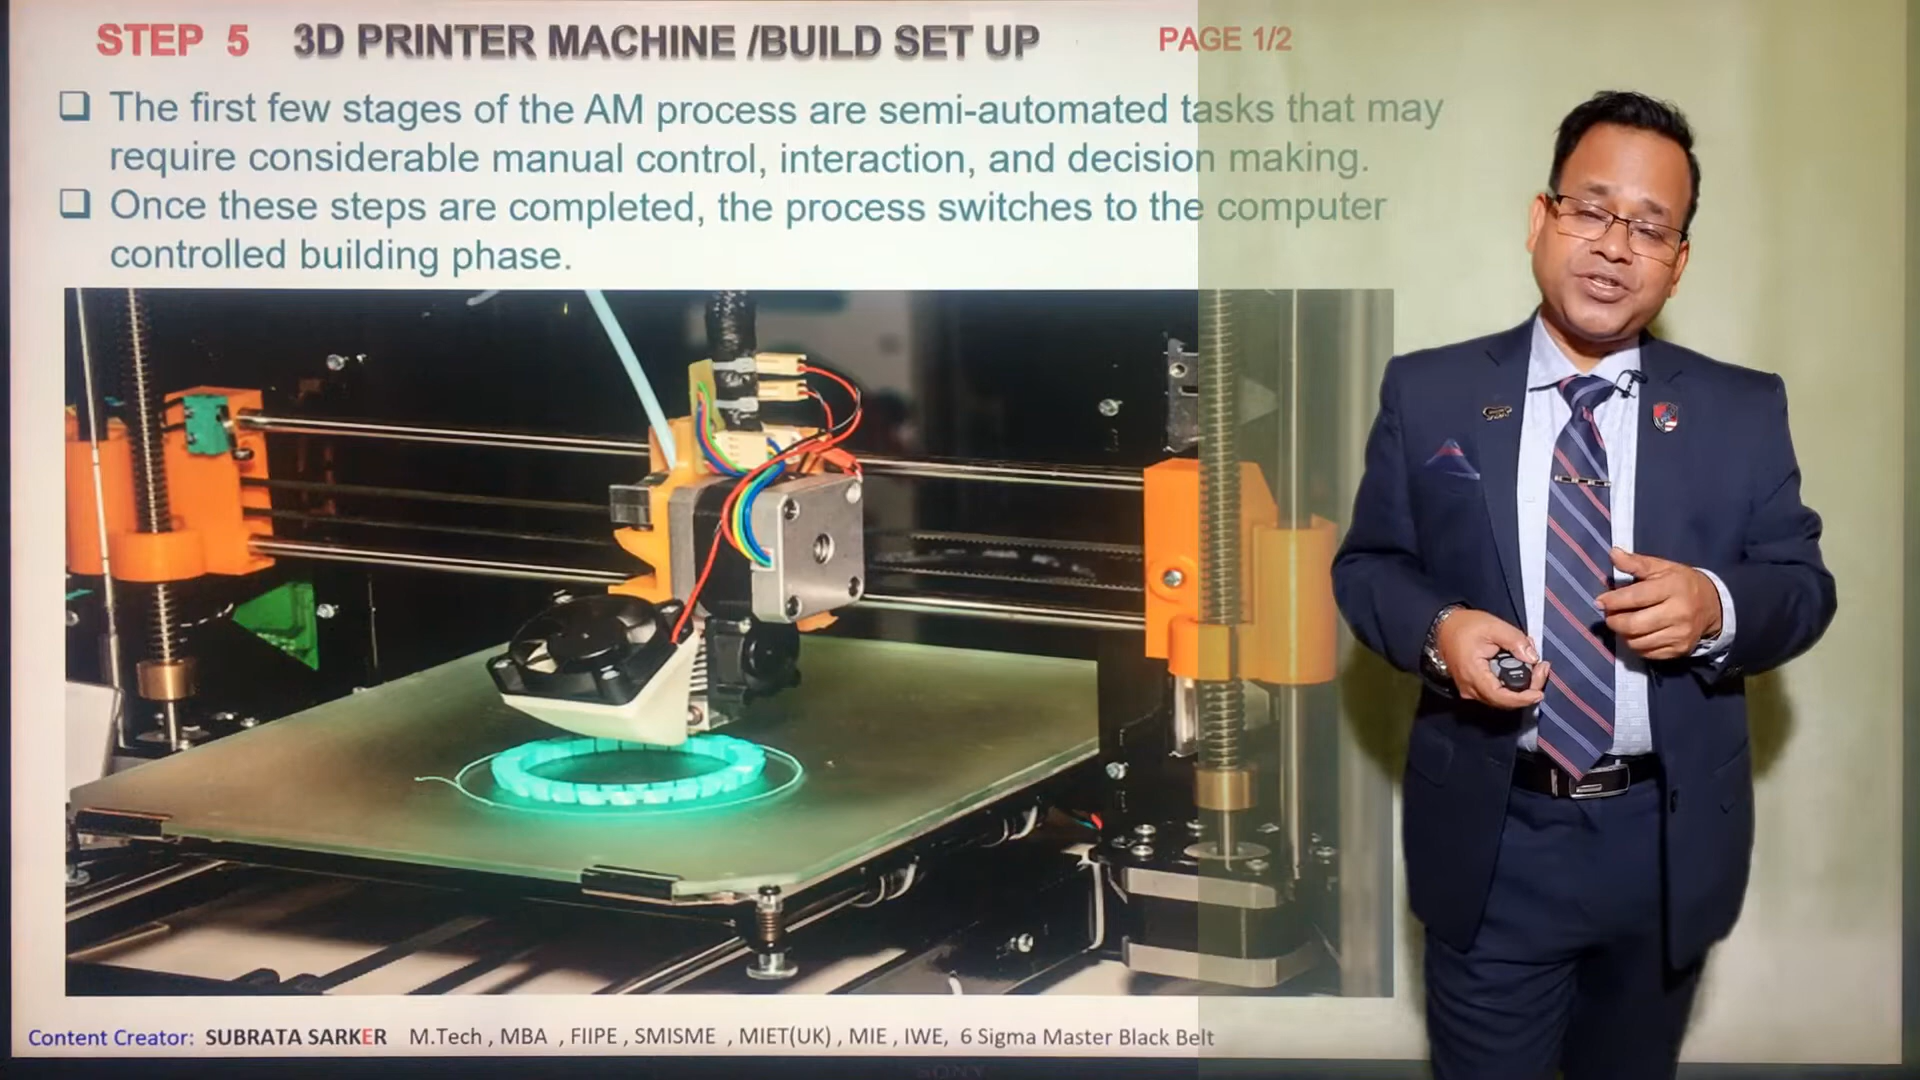 STEP 5 3D PRINTER MACHINE /BUILD SET UP PAGE 1/2
❑ The first few stages of the AM process are semi-automated tasks that may
require considerable manual control, interaction, and decision making.
❑ Once these steps are completed, the process switches to the computer
controlled building phase.
Content Creator: SUBRATA SARKER M.Tech , MBA , FIIPE , SMISME , MIET(UK) , MIE , IWE, 6 Sigma Master Black Belt
SONY